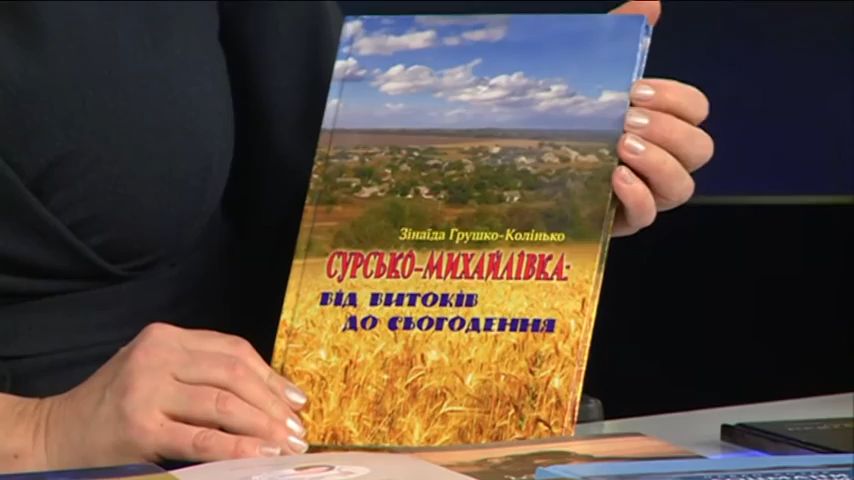 Зінаїда Грушко-Колінько
СУРСЬКО-МИХАЙЛІВКА:
ВІД ВИТОКІВ
ДО СЬОГОДЕННЯ